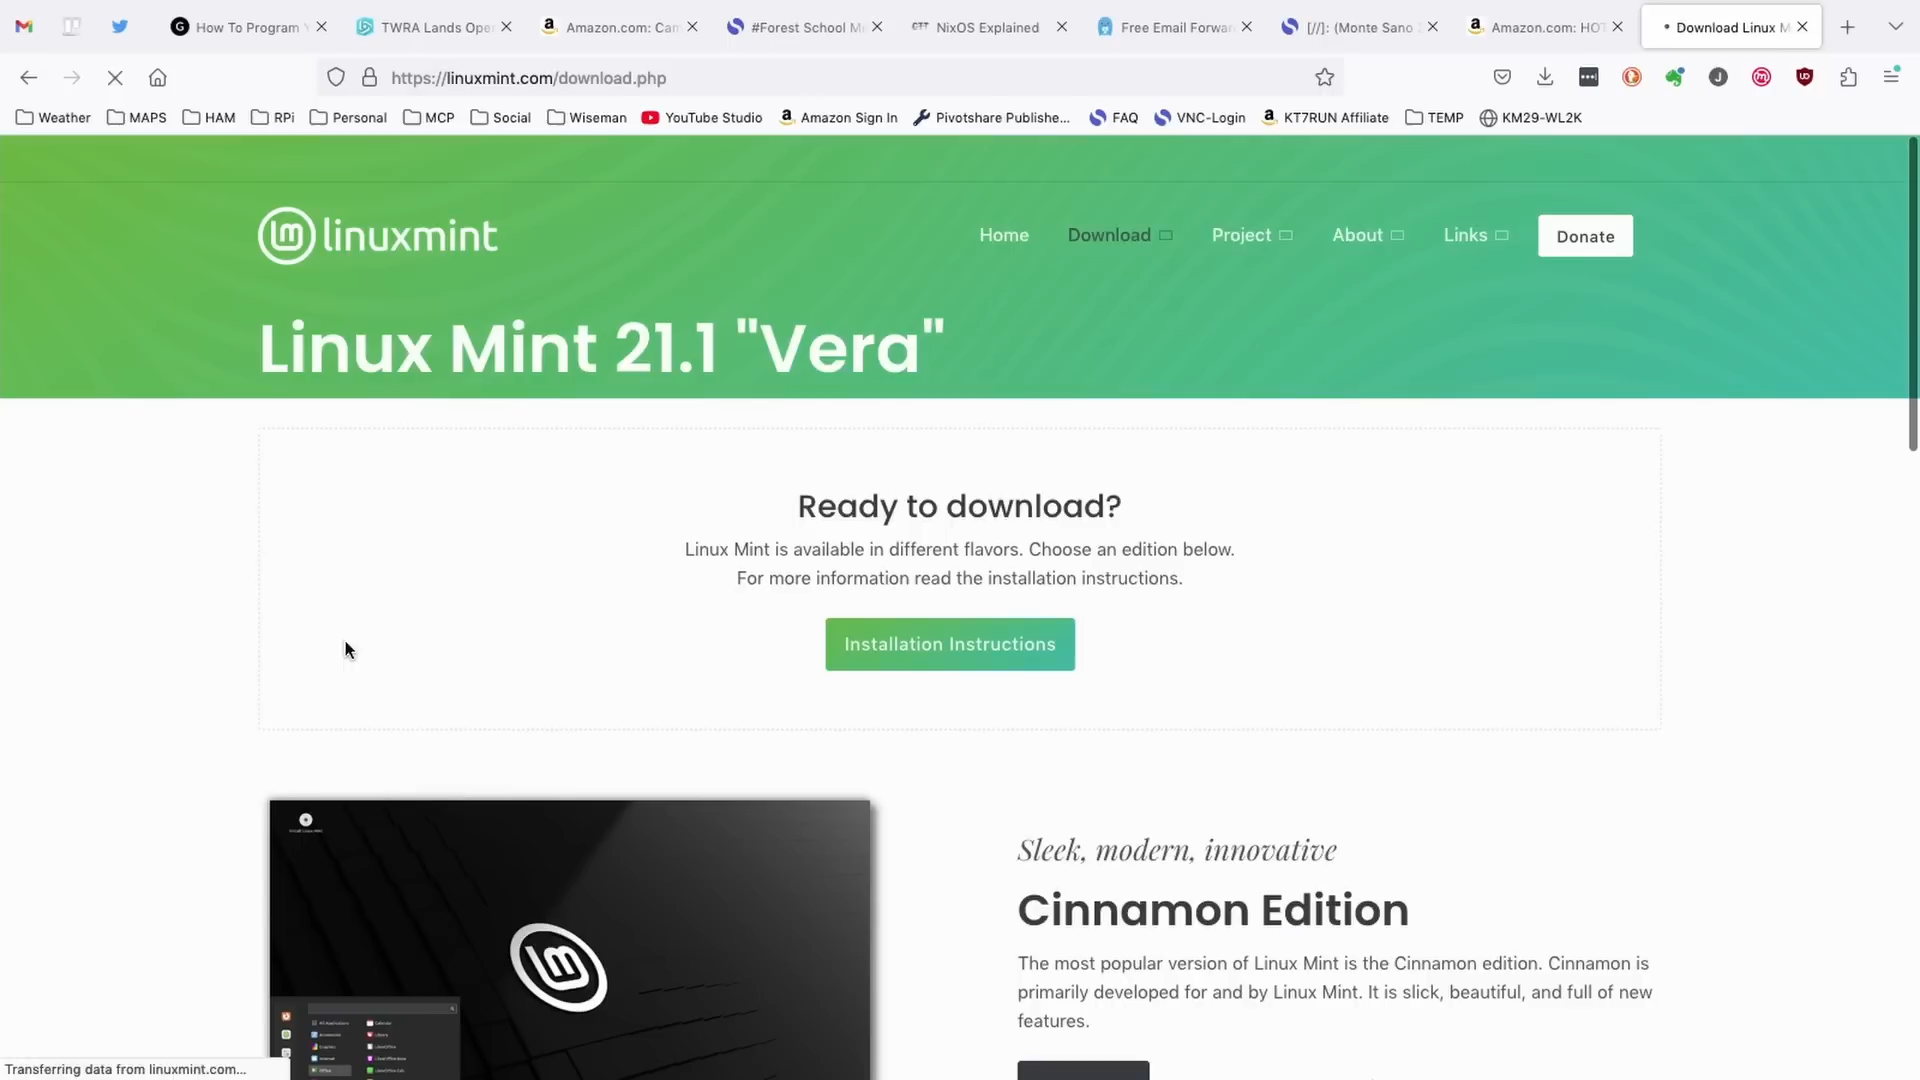 How To Program
TWRA Lands Ope
Amazon.com: Cam
#Forest School M
NixOS Explained
Free Email Forwar
[//]: (Monte Sano
Amazon.com: HO
Download Linux M
https://linuxmint.com/download.php
Weather
MAPS
HAM
RPi
Personal
MCP
Social
Wiseman
YouTube Studio
Amazon Sign In
Pivotshare Publishe...
FAQ
VNC-Login
KT7RUN Affiliate
TEMP
KM29-WL2K
linuxmint
Home
Download
Project
About
Links
Donate
Linux Mint 21.1 "Vera"
Ready to download?
Linux Mint is available in different flavors. Choose an edition below.
For more information read the installation instructions.
Installation Instructions
Sleek, modern, innovative
Cinnamon Edition
The most popular version of Linux Mint is the Cinnamon edition. Cinnamon is
primarily developed for and by Linux Mint. It is slick, beautiful, and full of new
features.
Transferring data from linuxmint.com...